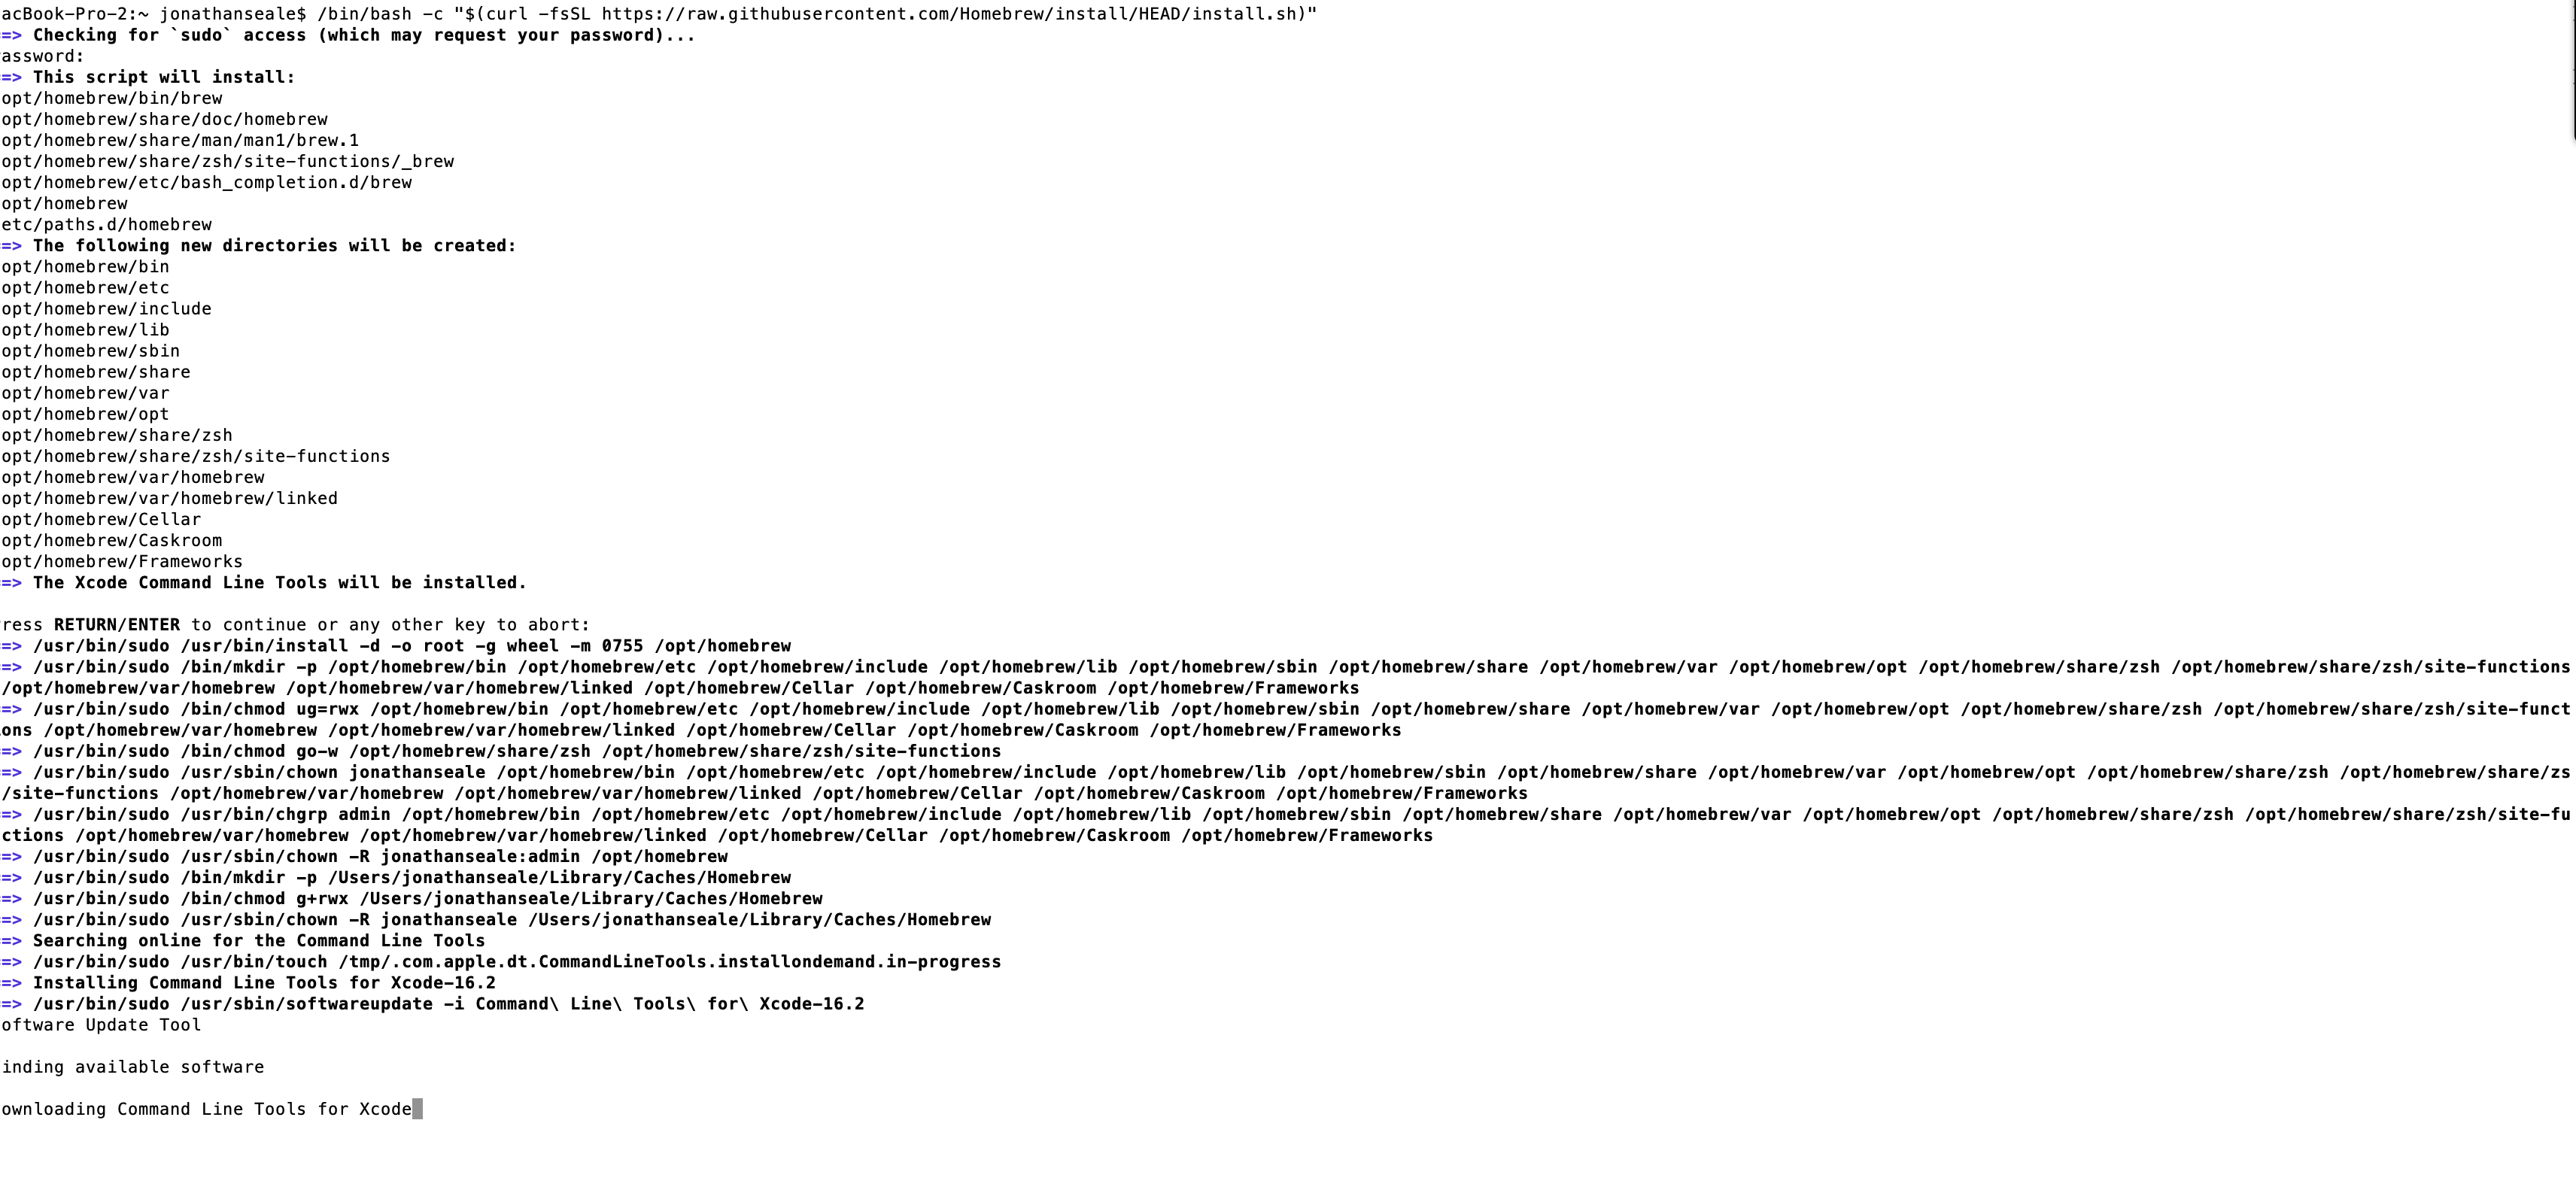 acBook-Pro-2:~ jonathanseale$ /bin/bash -c "$(curl -fsSL https://raw.githubusercontent.com/Homebrew/install/HEAD/install.sh)"
=> Checking for `sudo` access (which may request your password)...
assword:
=> This script will install:
opt/homebrew/bin/brew
opt/homebrew/share/doc/homebrew
opt/homebrew/share/man/man1/brew.1
opt/homebrew/share/zsh/site-functions/_brew
opt/homebrew/etc/bash_completion.d/brew
opt/homebrew
etc/paths.d/homebrew
=> The following new directories will be created:
opt/homebrew/bin
opt/homebrew/etc
opt/homebrew/include
opt/homebrew/lib
opt/homebrew/sbin
opt/homebrew/share
opt/homebrew/var
opt/homebrew/opt
opt/homebrew/share/zsh
opt/homebrew/share/zsh/site-functions
opt/homebrew/var/homebrew
opt/homebrew/var/homebrew/linked
opt/homebrew/Cellar
opt/homebrew/Caskroom
opt/homebrew/Frameworks
=> The Xcode Command Line Tools will be installed.
ress RETURN/ENTER to continue or any other key to abort:
=> /usr/bin/sudo /usr/bin/install -d -o root -g wheel -m 0755 /opt/homebrew
=> /usr/bin/sudo /bin/mkdir -p /opt/homebrew/bin /opt/homebrew/etc /opt/homebrew/include /opt/homebrew/lib /opt/homebrew/sbin /opt/homebrew/share /opt/homebrew/var /opt/homebrew/opt /opt/homebrew/share/zsh /opt/homebrew/share/zsh/site-functions
/opt/homebrew/var/homebrew /opt/homebrew/var/homebrew/linked /opt/homebrew/Cellar /opt/homebrew/Caskroom /opt/homebrew/Frameworks
=> /usr/bin/sudo /bin/chmod ug=rwx /opt/homebrew/bin /opt/homebrew/etc /opt/homebrew/include /opt/homebrew/lib /opt/homebrew/sbin /opt/homebrew/share /opt/homebrew/var /opt/homebrew/opt /opt/homebrew/share/zsh /opt/homebrew/share/zsh/site-funct
ons /opt/homebrew/var/homebrew /opt/homebrew/var/homebrew/linked /opt/homebrew/Cellar /opt/homebrew/Caskroom /opt/homebrew/Frameworks
=> /usr/bin/sudo /bin/chmod go-w /opt/homebrew/share/zsh /opt/homebrew/share/zsh/site-functions
=> /usr/bin/sudo /usr/sbin/chown jonathanseale /opt/homebrew/bin /opt/homebrew/etc /opt/homebrew/include /opt/homebrew/lib /opt/homebrew/sbin /opt/homebrew/share /opt/homebrew/var /opt/homebrew/opt /opt/homebrew/share/zsh /opt/homebrew/share/zs
/site-functions /opt/homebrew/var/homebrew /opt/homebrew/var/homebrew/linked /opt/homebrew/Cellar /opt/homebrew/Caskroom /opt/homebrew/Frameworks
=> /usr/bin/sudo /usr/bin/chgrp admin /opt/homebrew/bin /opt/homebrew/etc /opt/homebrew/include /opt/homebrew/lib /opt/homebrew/sbin /opt/homebrew/share /opt/homebrew/var /opt/homebrew/opt /opt/homebrew/share/zsh /opt/homebrew/share/zsh/site-fu
ctions /opt/homebrew/var/homebrew /opt/homebrew/var/homebrew/linked /opt/homebrew/Cellar /opt/homebrew/Caskroom /opt/homebrew/Frameworks
=> /usr/bin/sudo /usr/sbin/chown -R jonathanseale:admin /opt/homebrew
=> /usr/bin/sudo /bin/mkdir -p /Users/jonathanseale/Library/Caches/Homebrew
=> /usr/bin/sudo /bin/chmod g+rwx /Users/jonathanseale/Library/Caches/Homebrew
=> /usr/bin/sudo /usr/sbin/chown -R jonathanseale /Users/jonathanseale/Library/Caches/Homebrew
=> Searching online for the Command Line Tools
=> /usr/bin/sudo /usr/bin/touch /tmp/.com.apple.dt.CommandLineTools.installondemand.in-progress
=> Installing Command Line Tools for Xcode-16.2
=> /usr/bin/sudo /usr/sbin/softwareupdate -i Command\ Line\ Tools\ for\ Xcode-16.2
oftware Update Tool
inding available software
ownloading Command Line Tools for Xcode